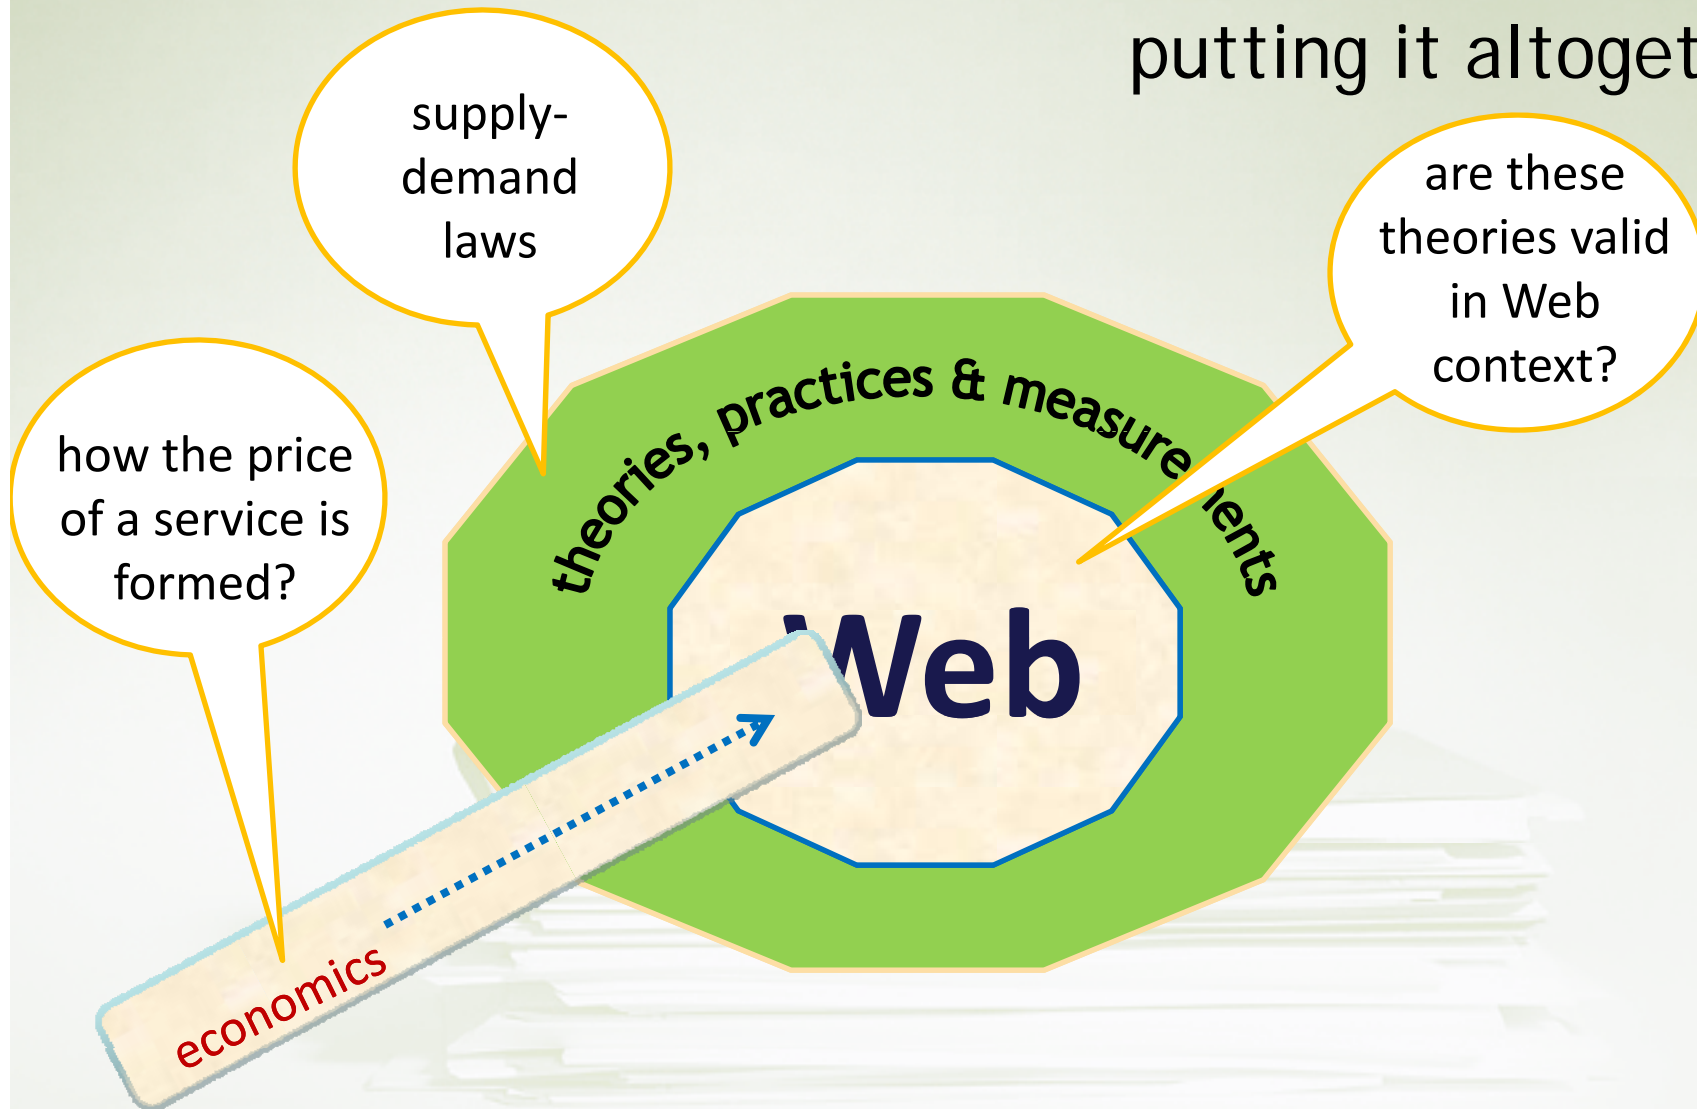 putting it altoget
supply-
demand
laws
are these
theories valid
in Web
context?
how the price
of a service is
formed?
theories, practices & measure ents
Web
economics